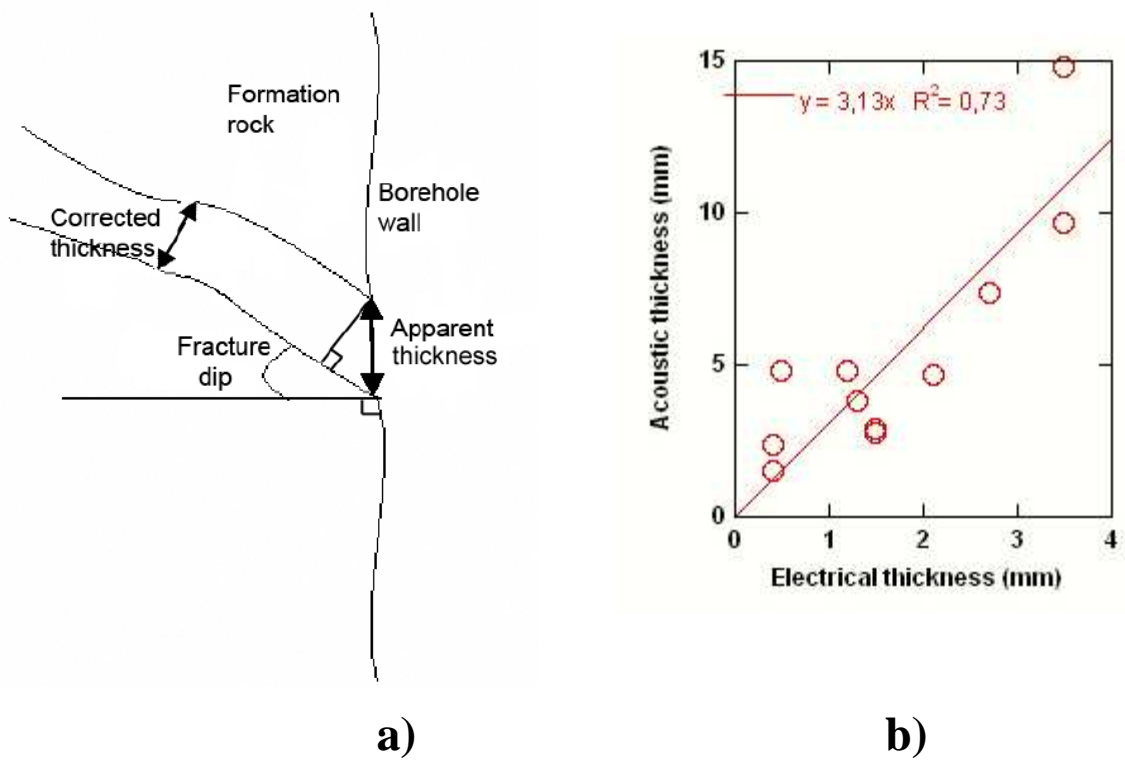 Formation
rock
Borehole
wall
Corrected
thickness
Fracture
dip
Apparent
thickness
a)
15
10
5
0
y = 3,13x R²= 0,73
Acoustic thickness (mm)
0 1 2 3 4
Electrical thickness (mm)
b)